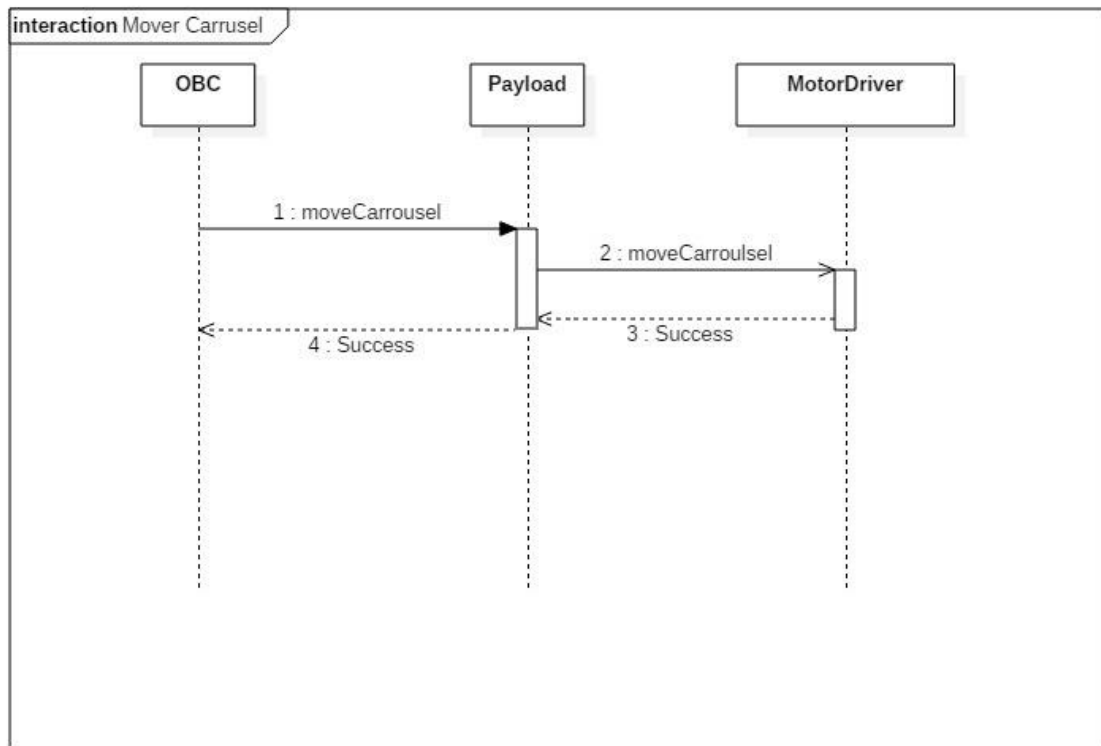 interaction Mover Carrusel
OBC
Payload
MotorDriver
1 : moveCarrousel
2 : moveCarroulsel
3 : Success
4 : Success